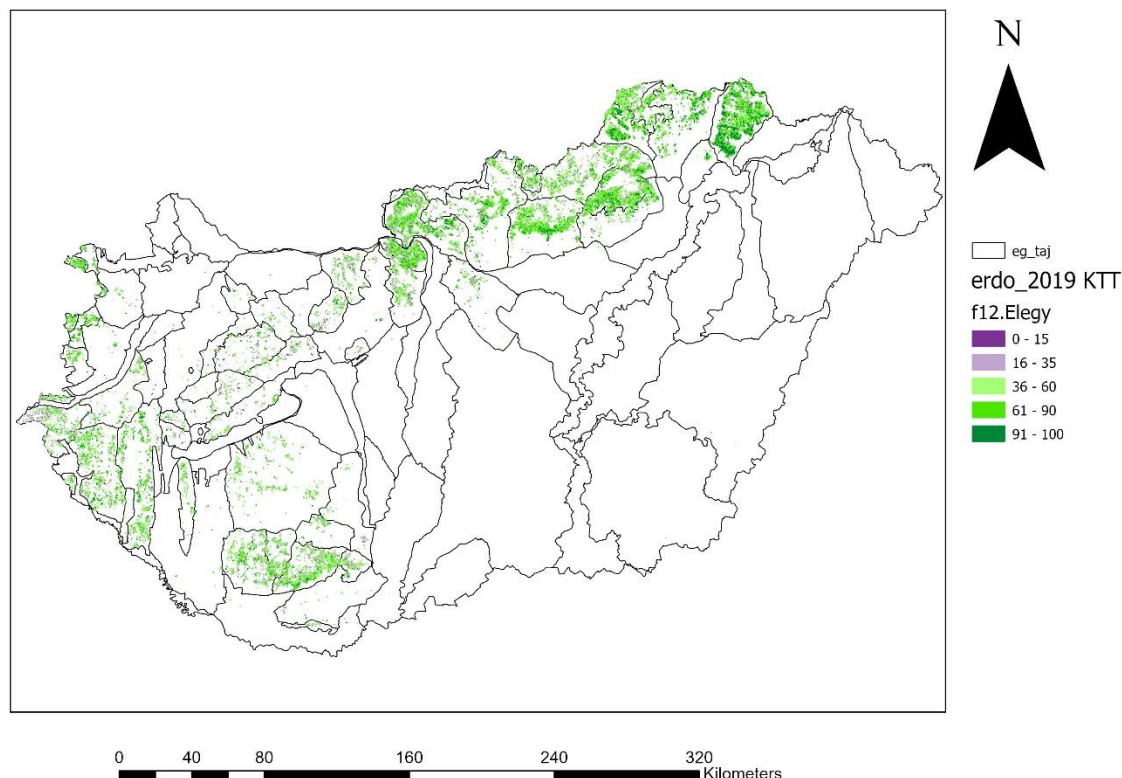 N
eg_taj
erdo_2019 KTT
f12.Elegy
0 - 15
16 - 35
36 - 60
61 - 90
91 - 100
0 40 80 160 240 320
Kilometers